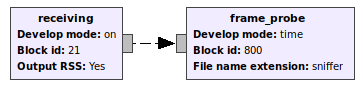 receiving
Develop mode: on
Block id: 21
Output RSS: Yes
frame_probe
Develop mode: time
Block id: 800
File name extension: sniffer